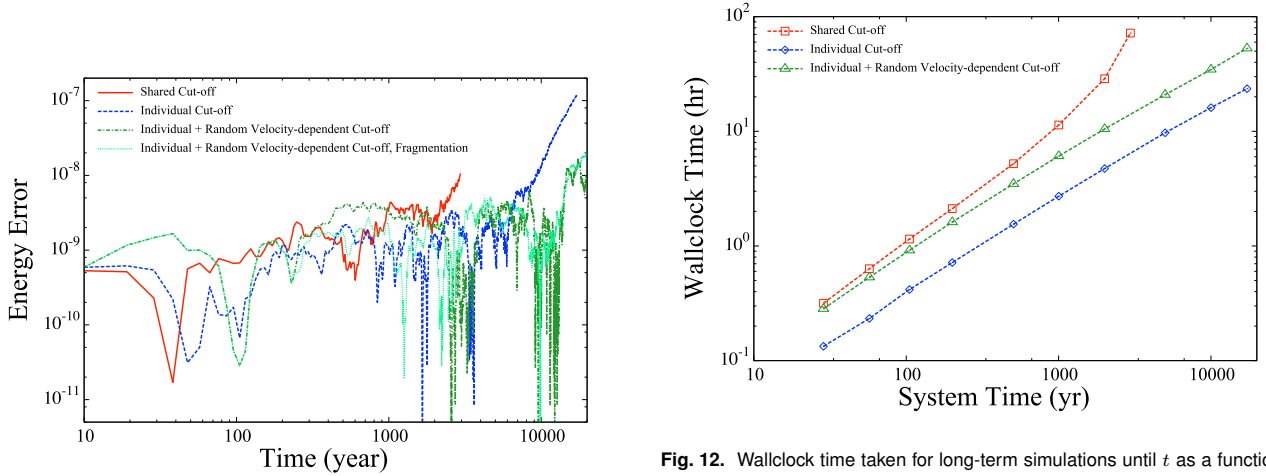 10^-7
10^-8
10^-9
10^-10
10^-11
Energy Error
Shared Cut-off
Individual Cut-off
Individual + Random Velocity-dependent Cut-off
Individual + Random Velocity-dependent Cut-off, Fragmentation
10 100 1000 10000
Time (year)
10^2
10^1
10^0
10^-1
Wallclock Time (hr)
Shared Cut-off
Individual Cut-off
Individual + Random Velocity-dependent Cut-off
10 100 1000 10000
System Time (yr)
Fig. 12. Wallclock time taken for long-term simulations until t as a functio